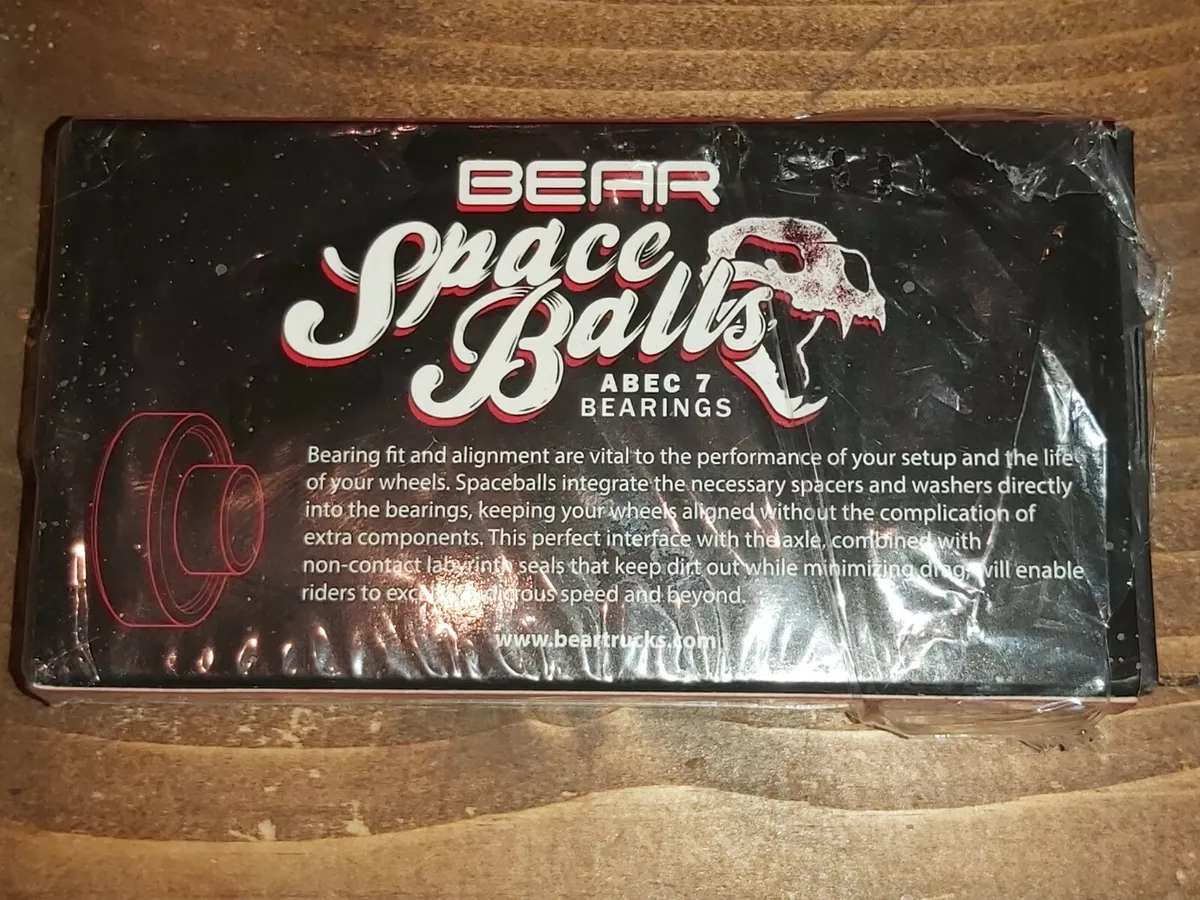 BEAR
Space
Balls
ABEC 7
BEARINGS
Bearing fit and alignment are vital to the performance of your setup and the life
of your wheels. Spaceballs integrate the necessary spacers and washers directly
into the bearings, keeping your wheels aligned without the complication of
extra components. This perfect interface with the axle, combined with
non-contact labyrinth seals that keep dirt out while minimizing drag, will enable
riders to speed and beyond.
www.beartrucks.com